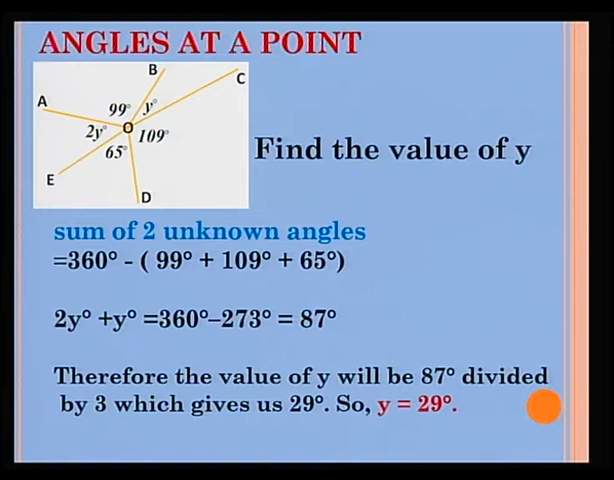 ANGLES AT A POINT
B
C
A
99° y°
2y° O 109°
65°
E
D
Find the value of y
sum of 2 unknown angles
=360° - ( 99° + 109° + 65°)
2y° +y° =360°–273° = 87°
Therefore the value of y will be 87° divided
by 3 which gives us 29°. So, y = 29°.